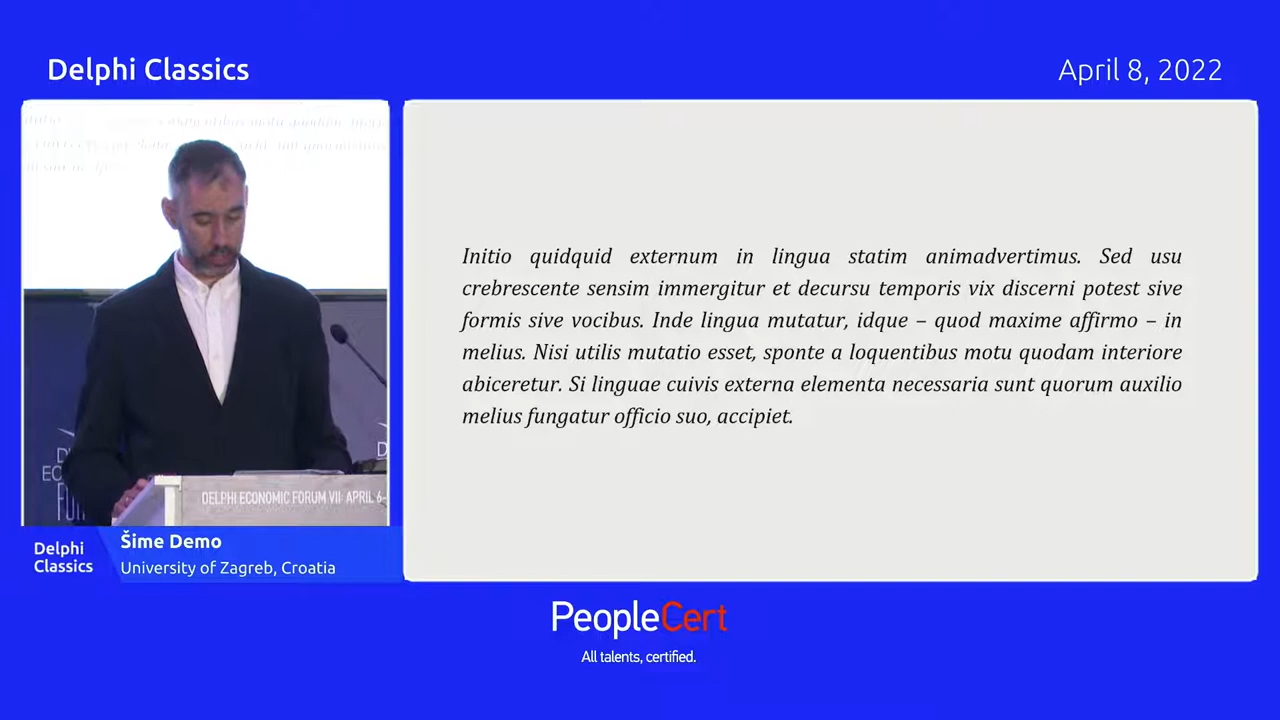 Delphi Classics
April 8, 2022
Initio quidquid externum in lingua statim animadvertimus. Sed usu
crebrescente sensim immergitur et decursu temporis vix discerni potest sive
formis sive vocibus. Inde lingua mutatur, idque – quod maxime affirmo – in
melius. Nisi utilis mutatio esset, sponte a loquentibus motu quodam interiore
abiceretur. Si linguae cuivis externa elementa necessaria sunt quorum auxilio
melius fungatur officio suo, accipiet.
DELPHI ECONOMIC FORUM VII: APRIL 6-
Delphi
Classics
Šime Demo
University of Zagreb, Croatia
PeopleCert
All talents, certified.